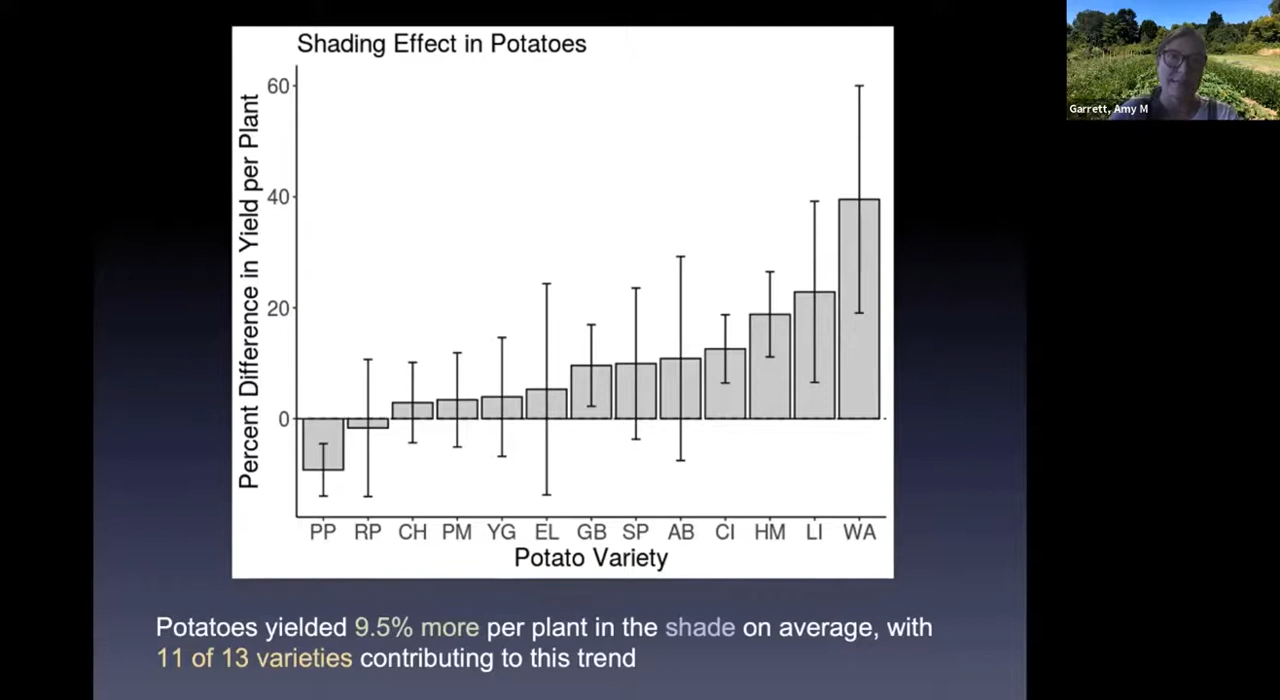 Shading Effect in Potatoes
Percent Difference in Yield per Plant
60
40
20
0
PP RP CH PM YG EL GB SP AB CI HM LI WA
Potato Variety
Potatoes yielded 9.5% more per plant in the shade on average, with
11 of 13 varieties contributing to this trend
Garrett, Amy M